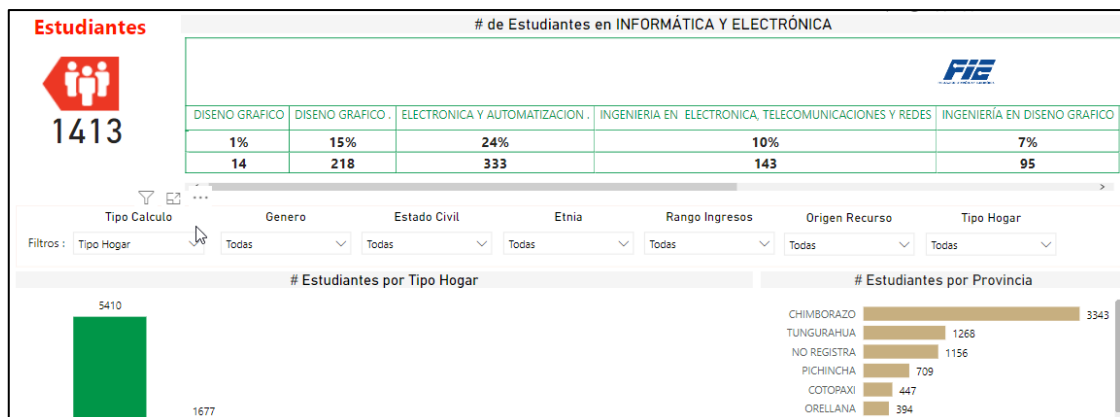 Estudiantes
1413
# de Estudiantes en INFORMÁTICA Y ELECTRÓNICA
FIE
DISENO GRAFICO DISENO GRAFICO . ELECTRONICA Y AUTOMATIZACION . INGENIERIA EN ELECTRONICA, TELECOMUNICACIONES Y REDES INGENIERÍA EN DISENO GRAFICO
1% 15% 24% 10% 7%
14 218 333 143 95
Tipo Calculo Genero Estado Civil Etnia Rango Ingresos Origen Recurso Tipo Hogar
Filtros : Tipo Hogar Todas Todas Todas Todas Todas Todas
# Estudiantes por Tipo Hogar
5410
1677
# Estudiantes por Provincia
CHIMBORAZO 3343
TUNGURAHUA 1268
NO REGISTRA 1156
PICHINCHA 709
COTOPAXI 447
ORELLANA 394